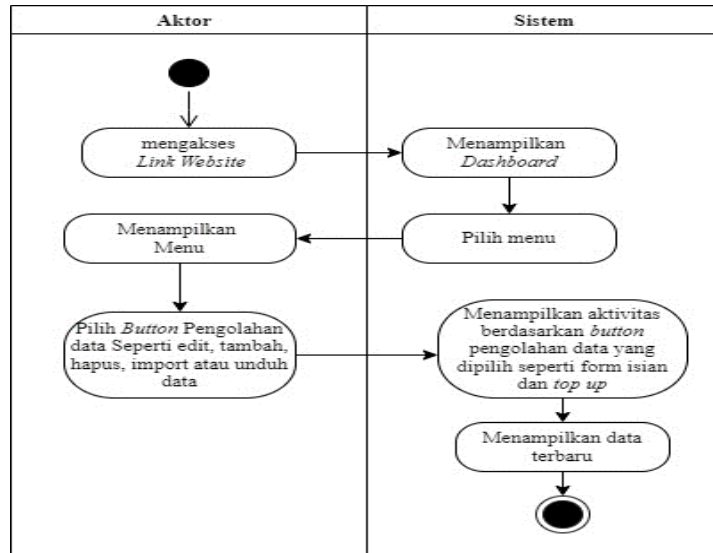 Aktor
Sistem
mengakses
Link Website
Menampilkan
Dashboard
Pilih menu
Menampilkan
Menu
Pilih Button Pengolahan
data Seperti edit, tambah,
hapus, import atau unduh
data
Menampilkan aktivitas
berdasarkan button
pengolahan data yang
dipilih seperti form isian
dan top up
Menampilkan data
terbaru